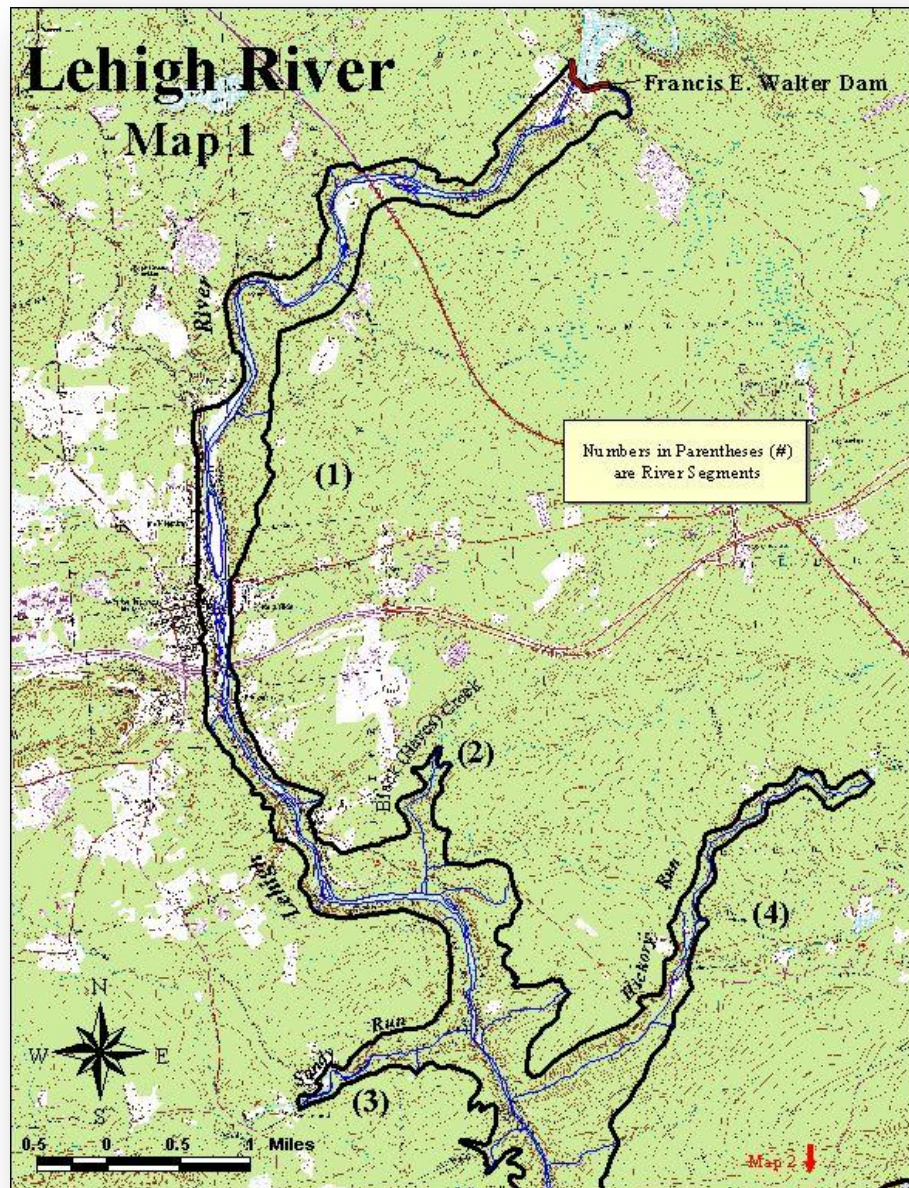 Lehigh River
Map 1
Francis E. Walter Dam
River
(1)
Numbers in Parentheses (#)
are River Segments
Black (Hayes) Creek
(2)
Lehigh
Hickory Run
(4)
Sandy Run
(3)
N
W E
S
0.5 0 0.5 1 Miles
Map 2